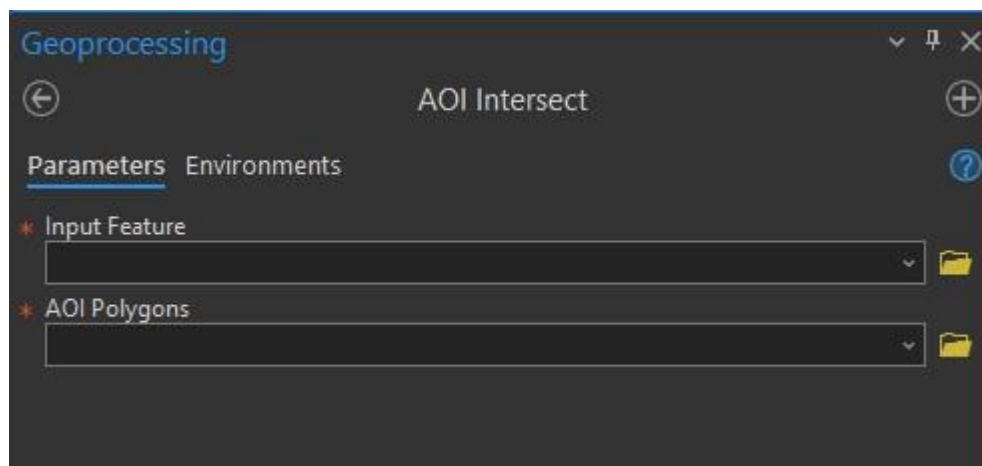 Geoprocessing
AOI Intersect
Parameters Environments
* Input Feature
* AOI Polygons